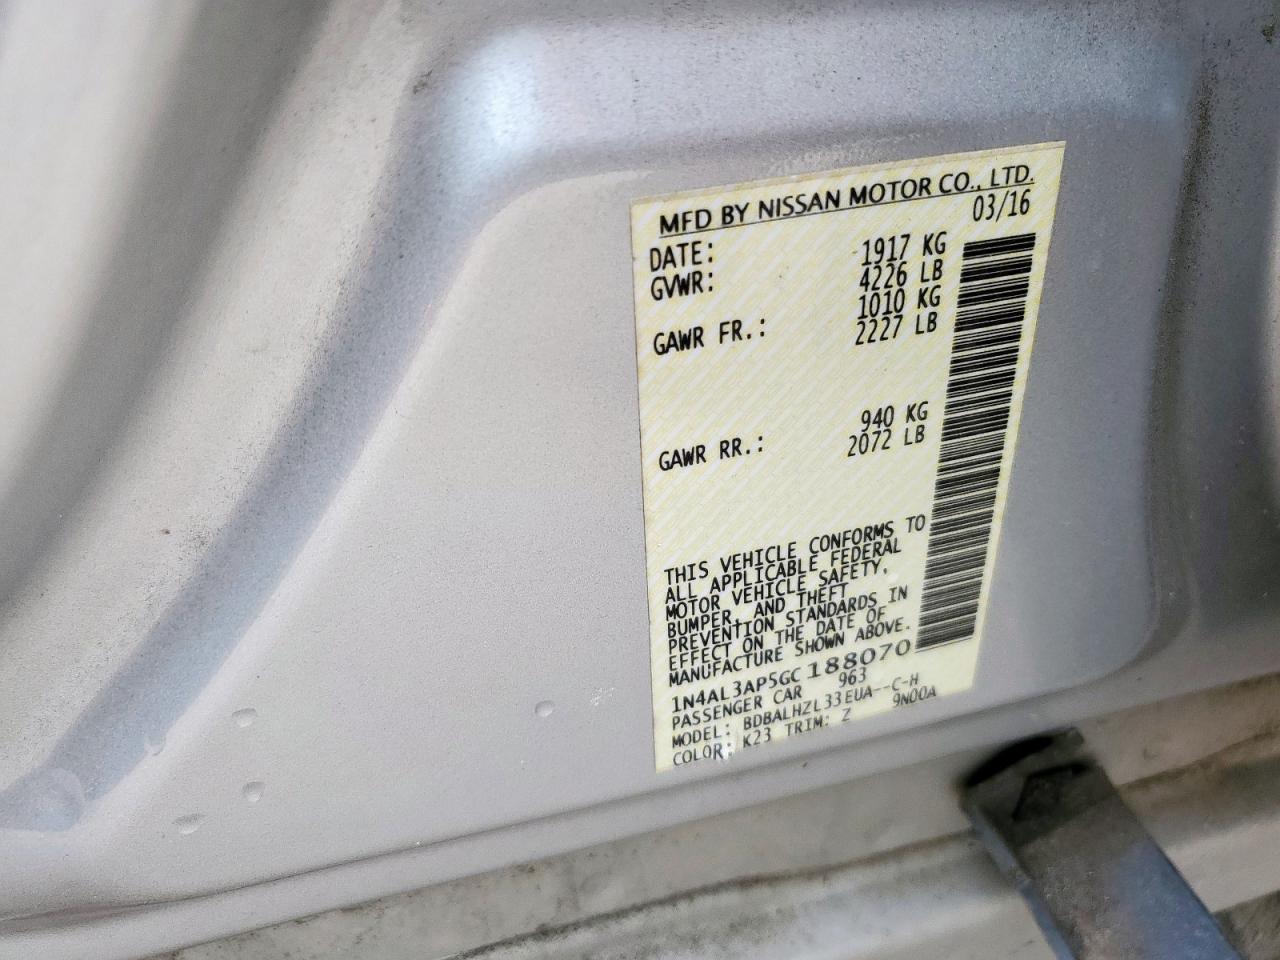 MFD BY NISSAN MOTOR CO., LTD.
DATE: 03/16
GVWR: 1917 KG
4226 LB
GAWR FR.: 1010 KG
2227 LB
GAWR RR.: 940 KG
2072 LB
THIS VEHICLE CONFORMS TO
ALL APPLICABLE FEDERAL
MOTOR VEHICLE SAFETY,
BUMPER, AND THEFT
PREVENTION STANDARDS IN
EFFECT ON THE DATE OF
MANUFACTURE SHOWN ABOVE.
1N4AL3AP5GC188070
PASSENGER CAR 963
MODEL: BDBALHZL33EUA--C-H
COLOR: K23 TRIM: Z 9N00A